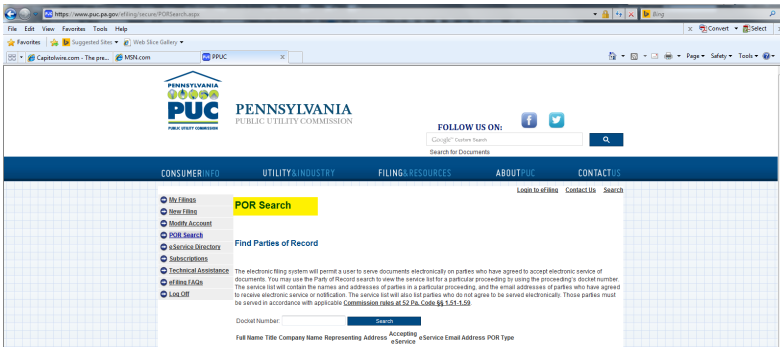 https://www.puc.pa.gov/efiling/secure/PORSearch.aspx
Bing
File Edit View Favorites Tools Help
x Convert Select
Favorites Suggested Sites Web Slice Gallery
Capitolwire.com - The pre... MSN.com PUC PPUC x
Page Safety Tools
PENNSYLVANIA
PUC
PUBLIC UTILITY COMMISSION
PENNSYLVANIA
PUBLIC UTILITY COMMISSION
FOLLOW US ON:
Google™ Custom Search
Search for Documents
CONSUMERINFO UTILITY&INDUSTRY FILING&RESOURCES ABOUTPUC CONTACTUS
Login to eFiling Contact Us Search
My Filings
New Filing
Modify Account
POR Search
eService Directory
Subscriptions
Technical Assistance
eFiling FAQs
Log Off
POR Search
Find Parties of Record
The electronic filing system will permit a user to serve documents electronically on parties who have agreed to accept electronic service of
documents. You may use the Party of Record search to view the service list for a particular proceeding by using the proceeding's docket number.
The service list will contain the names and addresses of parties in a particular proceeding, and the email addresses of parties who have agreed
to receive electronic service or notification. The service list will also list parties who do not agree to be served electronically. Those parties must
be served in accordance with applicable Commission rules at 52 Pa. Code §§ 1.51-1.59.
Docket Number: Search
Full Name Title Company Name Representing Address Accepting eService eService Email Address POR Type